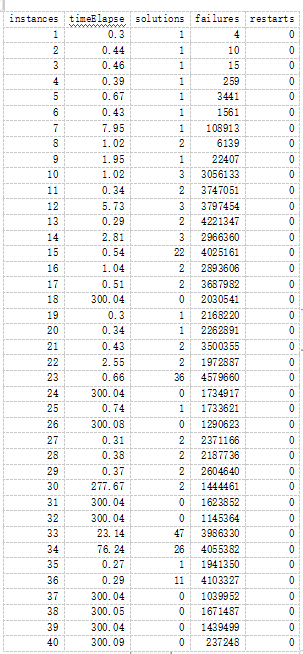 instances timeElapse solutions failures restarts
1 0.3 1 4 0
2 0.44 1 10 0
3 0.46 1 15 0
4 0.39 1 259 0
5 0.67 1 3441 0
6 0.43 1 1561 0
7 7.95 1 108913 0
8 1.02 2 6139 0
9 1.95 1 22407 0
10 1.02 3 3056133 0
11 0.34 2 3747051 0
12 5.73 3 3797454 0
13 0.29 2 4221347 0
14 2.81 3 2966360 0
15 0.54 22 4025161 0
16 1.04 2 2893606 0
17 0.51 2 3687982 0
18 300.04 0 2030541 0
19 0.3 1 2168220 0
20 0.34 1 2262891 0
21 0.43 2 3500355 0
22 2.55 2 1972887 0
23 0.66 36 4579660 0
24 300.04 0 1734917 0
25 0.74 1 1733621 0
26 300.08 0 1290623 0
27 0.31 2 2371166 0
28 0.38 2 2187736 0
29 0.37 2 2604640 0
30 277.67 2 1444461 0
31 300.04 0 1623852 0
32 300.04 0 1145364 0
33 23.14 47 3986330 0
34 76.24 26 4055382 0
35 0.27 1 1941350 0
36 0.29 11 4103327 0
37 300.04 0 1039952 0
38 300.05 0 1671487 0
39 300.04 0 1439499 0
40 300.09 0 237248 0